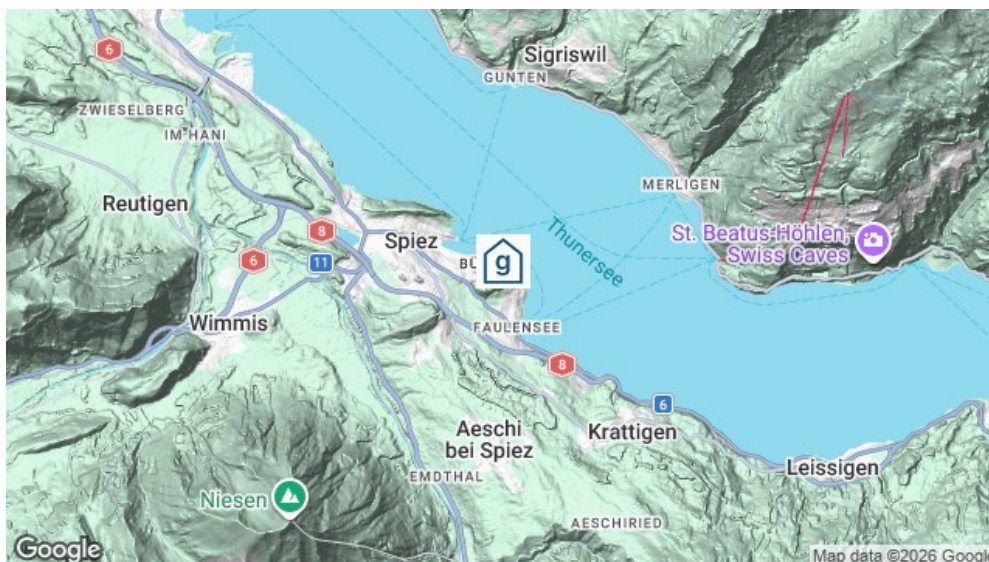 6
Sigriswil
GUNTEN
ZWIESELBERG
IM HANI
MERLIGEN
Reutigen
8
Spiez
Thunersee
St. Beatus-Höhlen,
Swiss Caves
6
11
g
Wimmis
FAULENSEE
8
6
Aeschi
bei Spiez
Krattigen
Leissigen
EMDTHAL
Niesen
AESCHIRIED
Google
Map data ©2026 Google